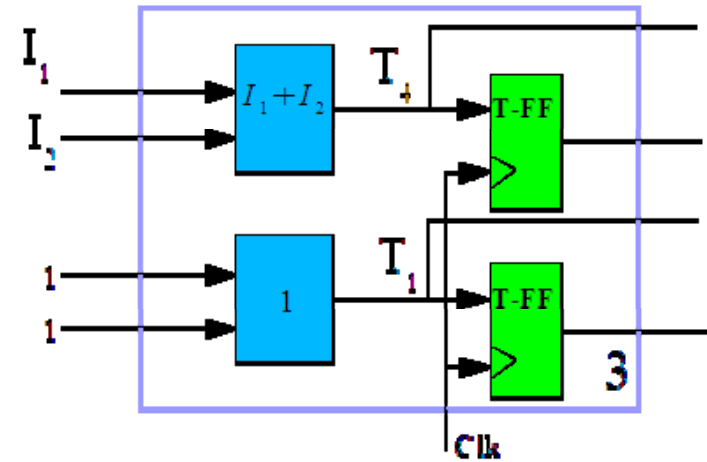 I₁
I₂
I₁+I₂
T₄
T-FF
1
1
1
T₁
T-FF
3
Clk